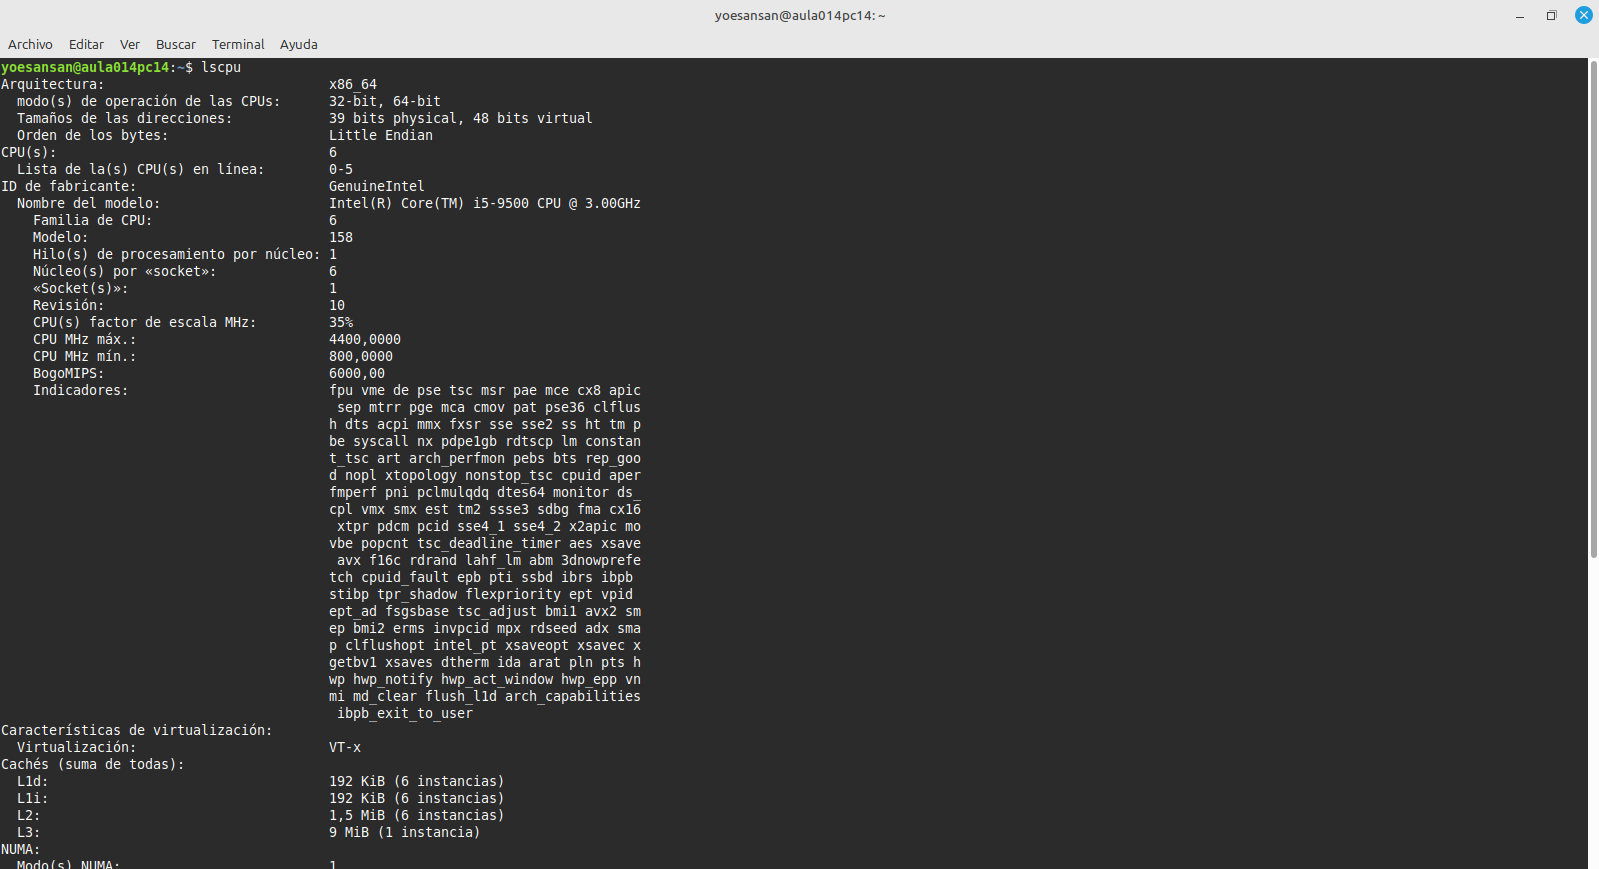 yoesansan@aula014pc14: ~
Archivo Editar Ver Buscar Terminal Ayuda
yoesansan@aula014pc14:~$ lscpu
Arquitectura: x86_64
modo(s) de operación de las CPUs: 32-bit, 64-bit
Tamaños de las direcciones: 39 bits physical, 48 bits virtual
Orden de los bytes: Little Endian
CPU(s): 6
Lista de la(s) CPU(s) en línea: 0-5
ID de fabricante: GenuineIntel
Nombre del modelo: Intel(R) Core(TM) i5-9500 CPU @ 3.00GHz
Familia de CPU: 6
Modelo: 158
Hilo(s) de procesamiento por núcleo: 1
Núcleo(s) por «socket»: 6
«Socket(s)»: 1
Revisión: 10
CPU(s) factor de escala MHz: 35%
CPU MHz máx.: 4400,0000
CPU MHz mín.: 800,0000
BogoMIPS: 6000,00
Indicadores: fpu vme de pse tsc msr pae mce cx8 apic
sep mtrr pge mca cmov pat pse36 clflus
h dts acpi mmx fxsr sse sse2 ss ht tm p
be syscall nx pdpe1gb rdtscp lm constan
t_tsc art arch_perfmon pebs bts rep_goo
d nopl xtopology nonstop_tsc cpuid aper
fmperf pni pclmulqdq dtes64 monitor ds_
cpl vmx smx est tm2 ssse3 sdbg fma cx16
xtpr pdcm pcid sse4_1 sse4_2 x2apic mo
vbe popcnt tsc_deadline_timer aes xsave
avx f16c rdrand lahf_lm abm 3dnowprefe
tch cpuid_fault epb pti ssbd ibrs ibpb
stibp tpr_shadow flexpriority ept vpid
ept_ad fsgsbase tsc_adjust bmi1 avx2 sm
ep bmi2 erms invpcid mpx rdseed adx sma
p clflushopt intel_pt xsaveopt xsavec x
getbv1 xsaves dtherm ida arat pln pts h
wp hwp_notify hwp_act_window hwp_epp vn
mi md_clear flush_l1d arch_capabilities
ibpb_exit_to_user
Características de virtualización:
Virtualización: VT-x
Cachés (suma de todas):
L1d: 192 KiB (6 instancias)
L1i: 192 KiB (6 instancias)
L2: 1,5 MiB (6 instancias)
L3: 9 MiB (1 instancia)
NUMA:
Modo(s) NUMA: 1